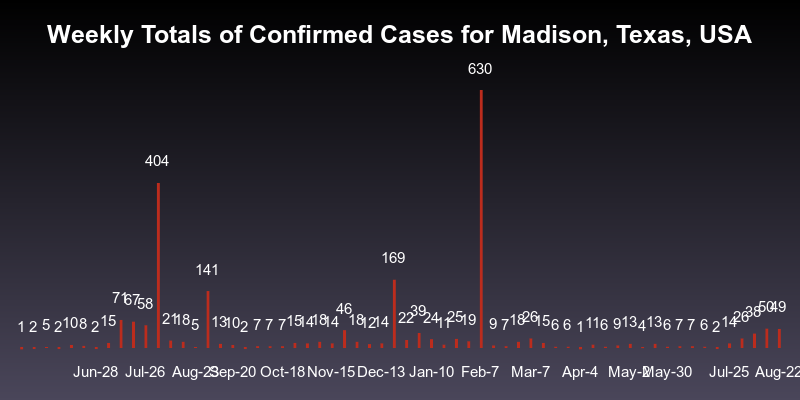 Weekly Totals of Confirmed Cases for Madison, Texas, USA
630
404
169
141
1 2 5 2 10 8 2 15 71 67 58 21 18 5 13 10 2 7 7 7 15 14 18 14 46 18 12 14 22 39 24 11 25 19 9 7 18 26 15 6 6 1 11 6 9 13 4 13 6 7 7 6 2 14 26 38 50 49
Jun-28 Jul-26 Aug-23 Sep-20 Oct-18 Nov-15 Dec-13 Jan-10 Feb-7 Mar-7 Apr-4 May-2 May-30 Jul-25 Aug-22